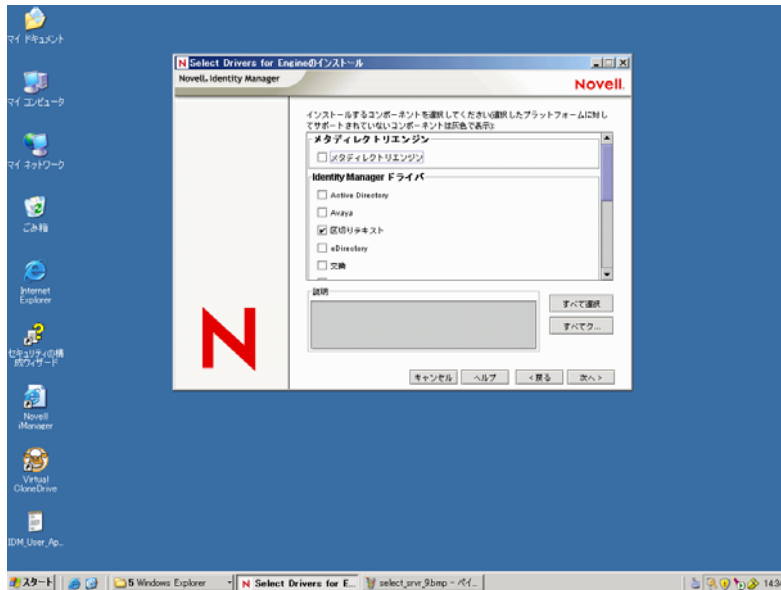 マイ ドキュメント
マイ コンピュータ
マイ ネットワーク
ごみ箱
Internet
Explorer
セキュリティの構
成ウィザード
Novell
iManager
Virtual
CloneDrive
IDM_User_Ap...
N Select Drivers for Engineのインストール
Novell. Identity Manager
Novell.
インストールするコンポーネントを選択してください(選択したプラットフォームに対し
てサポートされていないコンポーネントは灰色で表示):
メタディレクトリエンジン
メタディレクトリエンジン
Identity Manager ドライバ
Active Directory
Avaya
区切りテキスト
eDirectory
交換
説明
すべて選択
すべてク...
N
キャンセル
ヘルプ
<戻る
次へ>
スタート
5 Windows Explorer
N Select Drivers for E...
select_srvr_9.bmp - ペイ...